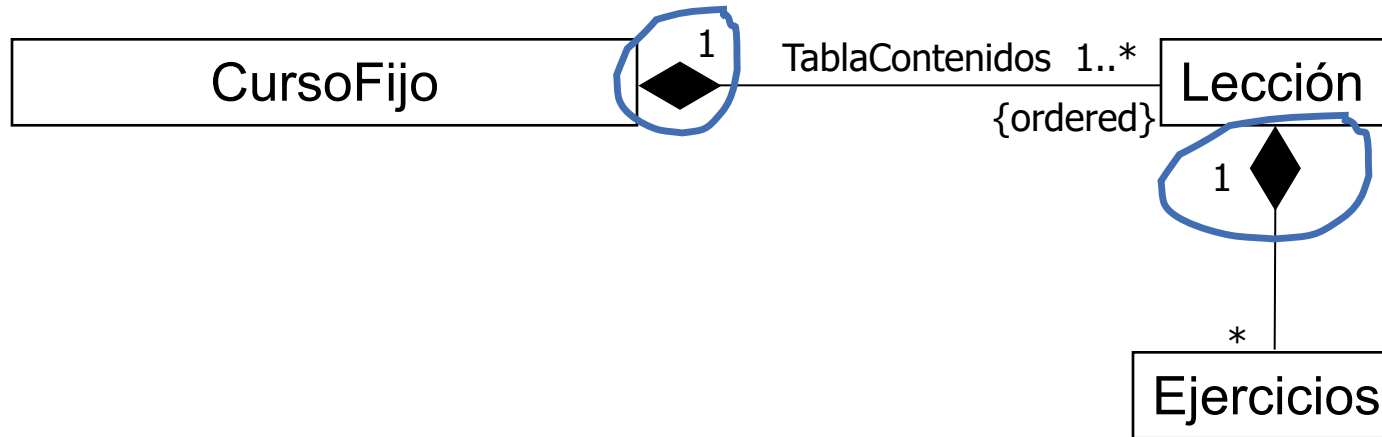 1
TablaContenidos 1..*
CursoFijo
Lección
{ordered}
1
*
Ejercicios